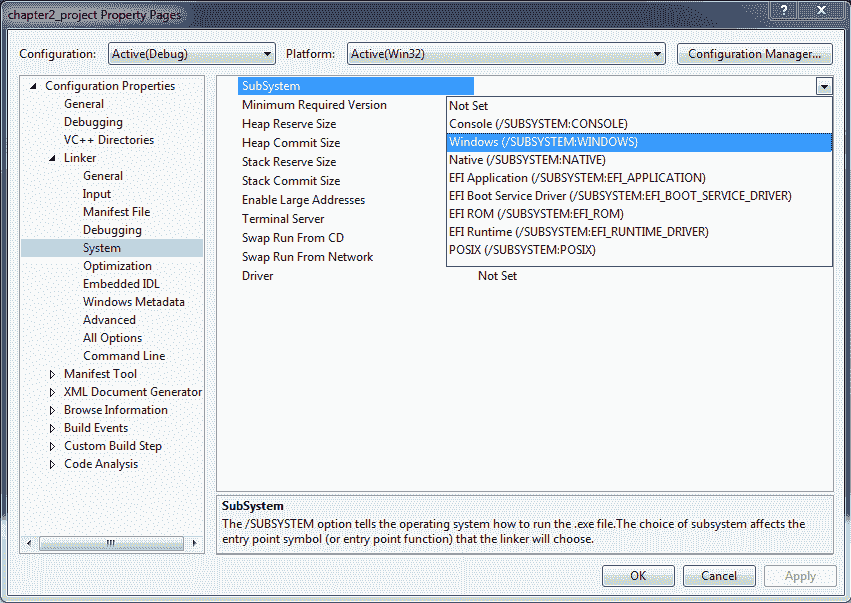 chapter2_project Property Pages
Configuration: Active(Debug) Platform: Active(Win32) Configuration Manager...
Configuration Properties
General
Debugging
VC++ Directories
Linker
General
Input
Manifest File
Debugging
System
Optimization
Embedded IDL
Windows Metadata
Advanced
All Options
Command Line
Manifest Tool
XML Document Generator
Browse Information
Build Events
Custom Build Step
Code Analysis
SubSystem
Minimum Required Version
Heap Reserve Size
Heap Commit Size
Stack Reserve Size
Stack Commit Size
Enable Large Addresses
Terminal Server
Swap Run From CD
Swap Run From Network
Driver Not Set
Not Set
Console (/SUBSYSTEM:CONSOLE)
Windows (/SUBSYSTEM:WINDOWS)
Native (/SUBSYSTEM:NATIVE)
EFI Application (/SUBSYSTEM:EFI_APPLICATION)
EFI Boot Service Driver (/SUBSYSTEM:EFI_BOOT_SERVICE_DRIVER)
EFI ROM (/SUBSYSTEM:EFI_ROM)
EFI Runtime (/SUBSYSTEM:EFI_RUNTIME_DRIVER)
POSIX (/SUBSYSTEM:POSIX)
SubSystem
The /SUBSYSTEM option tells the operating system how to run the .exe file.The choice of subsystem affects the
entry point symbol (or entry point function) that the linker will choose.
OK Cancel Apply